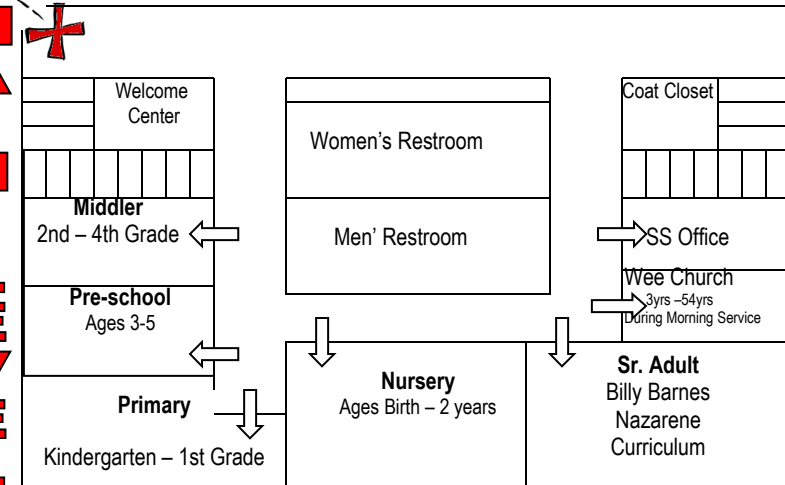 Welcome
Center
Coat Closet
Women’s Restroom
Middler
2nd – 4th Grade
Men’ Restroom
SS Office
Wee Church
3yrs –54yrs
During Morning Service
Pre-school
Ages 3-5
Primary
Kindergarten – 1st Grade
Nursery
Ages Birth – 2 years
Sr. Adult
Billy Barnes
Nazarene
Curriculum